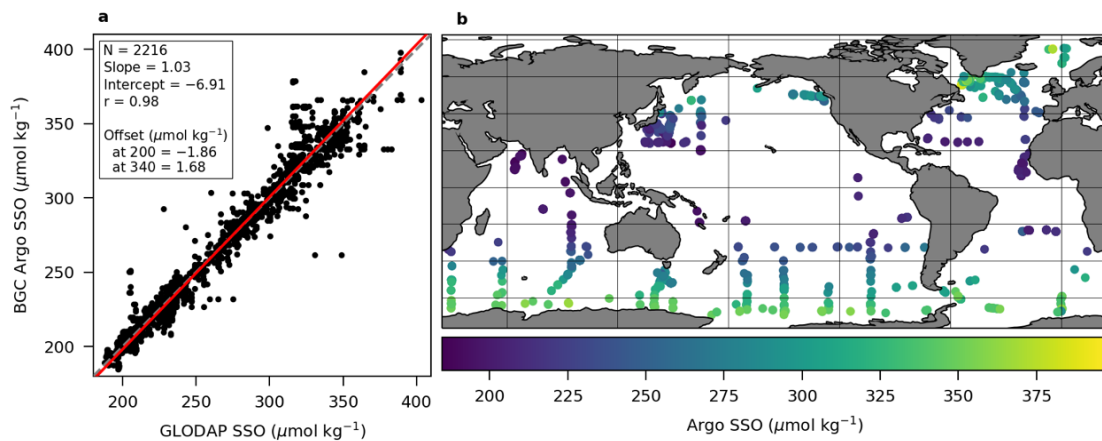 a
N = 2216
Slope = 1.03
Intercept = −6.91
r = 0.98
Offset (μmol kg⁻¹)
at 200 = −1.86
at 340 = 1.68
BGC Argo SSO (μmol kg⁻¹)
400
350
300
250
200
200 250 300 350 400
GLODAP SSO (μmol kg⁻¹)
b
200 225 250 275 300 325 350 375
Argo SSO (μmol kg⁻¹)